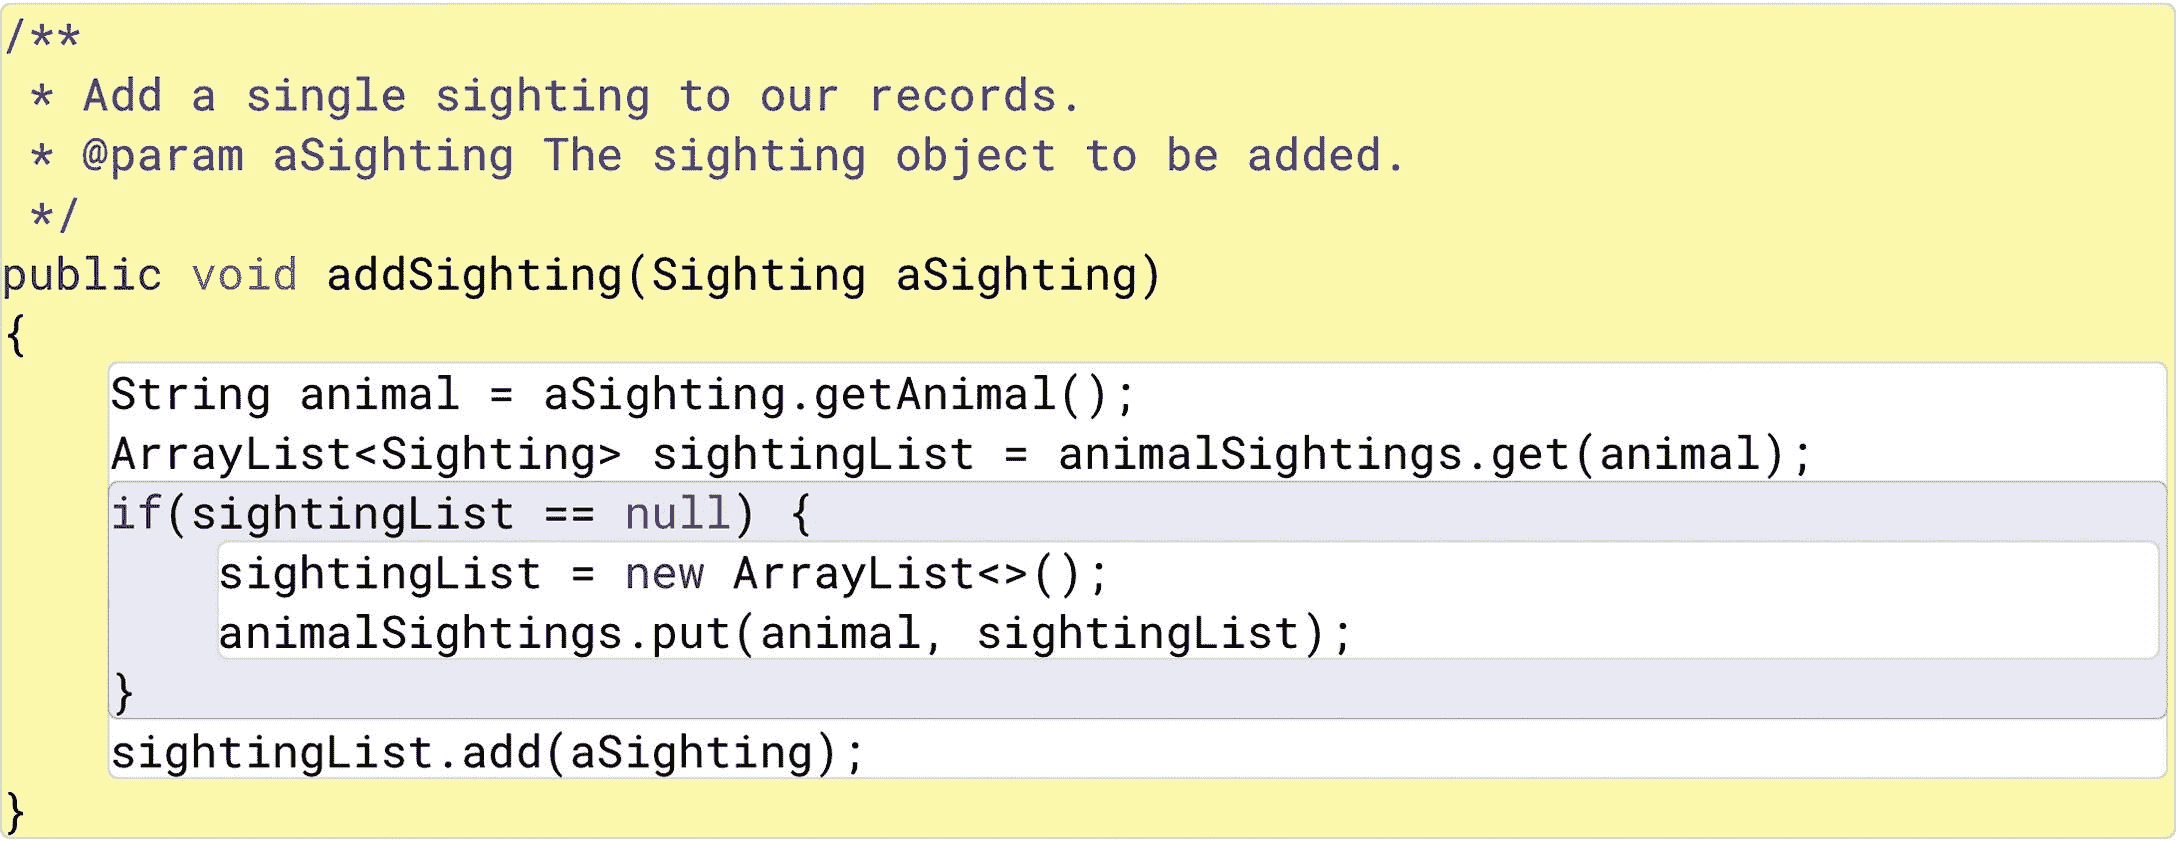 /**
 * Add a single sighting to our records.
 * @param aSighting The sighting object to be added.
 */
public void addSighting(Sighting aSighting)
{
    String animal = aSighting.getAnimal();
    ArrayList<Sighting> sightingList = animalSightings.get(animal);
    if(sightingList == null) {
        sightingList = new ArrayList<>();
        animalSightings.put(animal, sightingList);
    }
    sightingList.add(aSighting);
}